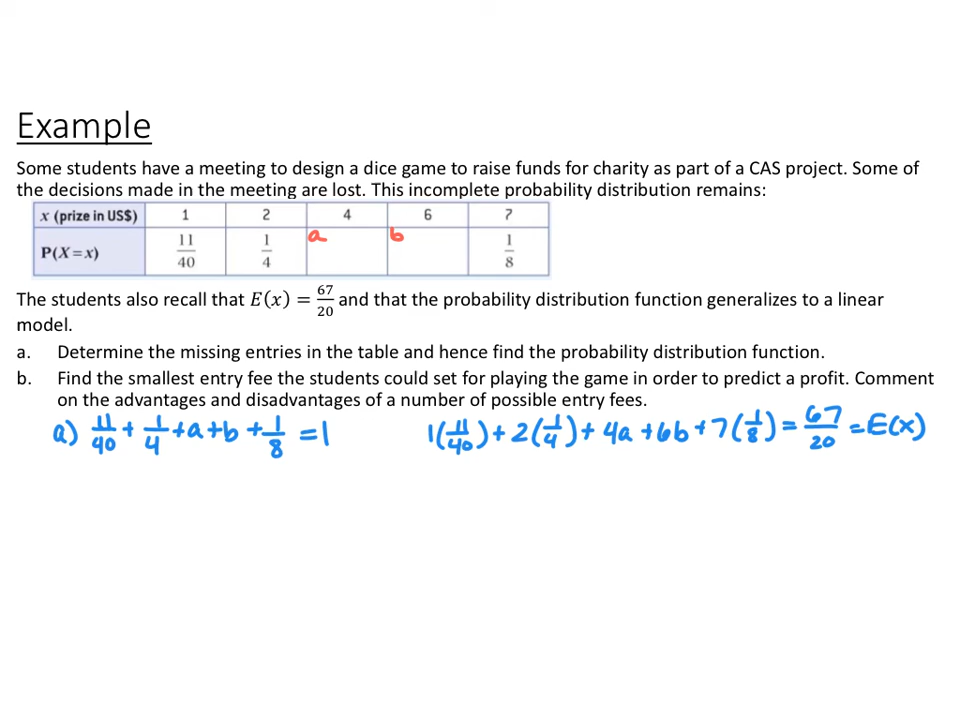 Example
Some students have a meeting to design a dice game to raise funds for charity as part of a CAS project. Some of
the decisions made in the meeting are lost. This incomplete probability distribution remains:
x (prize in US$) 1 2 4 6 7
P(X=x) 11/40 1/4 a b 1/8
The students also recall that E(x) = 67/20 and that the probability distribution function generalizes to a linear
model.
a. Determine the missing entries in the table and hence find the probability distribution function.
b. Find the smallest entry fee the students could set for playing the game in order to predict a profit. Comment
on the advantages and disadvantages of a number of possible entry fees.
a) 11/40 + 1/4 + a + b + 1/8 = 1 1(11/40) + 2(1/4) + 4a + 6b + 7(1/8) = 67/20 = E(x)